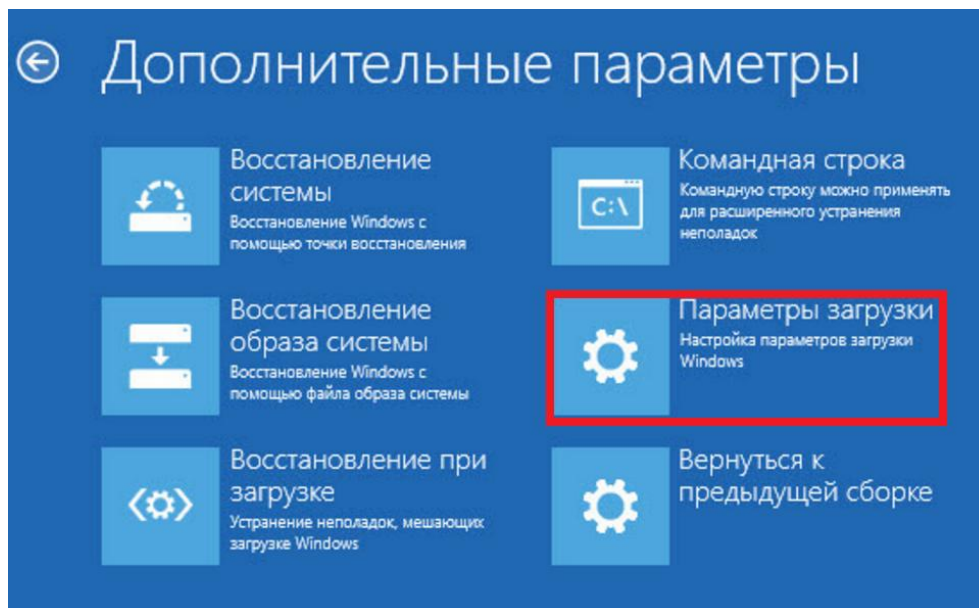 Дополнительные параметры
Восстановление
системы
Восстановление Windows с
помощью точки восстановления
Командная строка
Командную строку можно применять
для расширенного устранения
неполадок
C:\
Восстановление
образа системы
Восстановление Windows с
помощью файла образа системы
Параметры загрузки
Настройка параметров загрузки
Windows
Восстановление при
загрузке
Устранение неполадок, мешающих
загрузке Windows
Вернуться к
предыдущей сборке